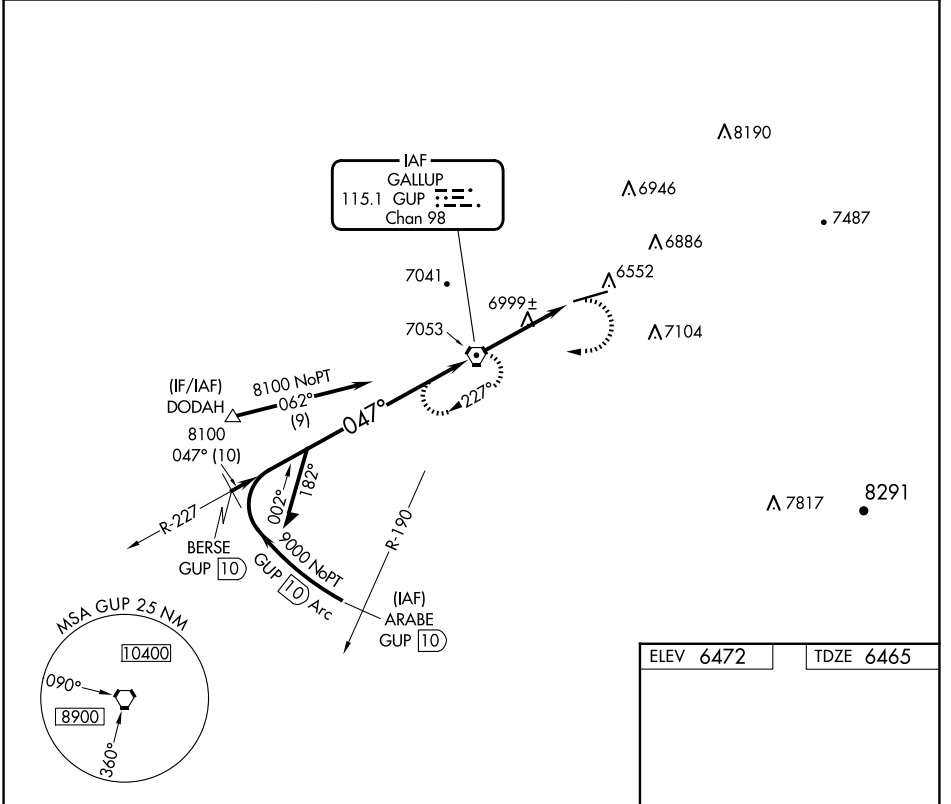 8190
IAF
GALLUP
115.1 GUP
Chan 98
6946
7487
6886
7041
6552
6999±
7053
7104
(IF/IAF)
DODAH
8100 NoPT
062°
(9)
047°
227°
8100
047° (10)
002°
182°
R-227
R-190
7817
8291
BERSE
GUP 10
9000 NoPT
GUP 10 Arc
(IAF)
ARABE
GUP 10
MSA GUP 25 NM
10400
090°
8900
360°
ELEV 6472
TDZE 6465